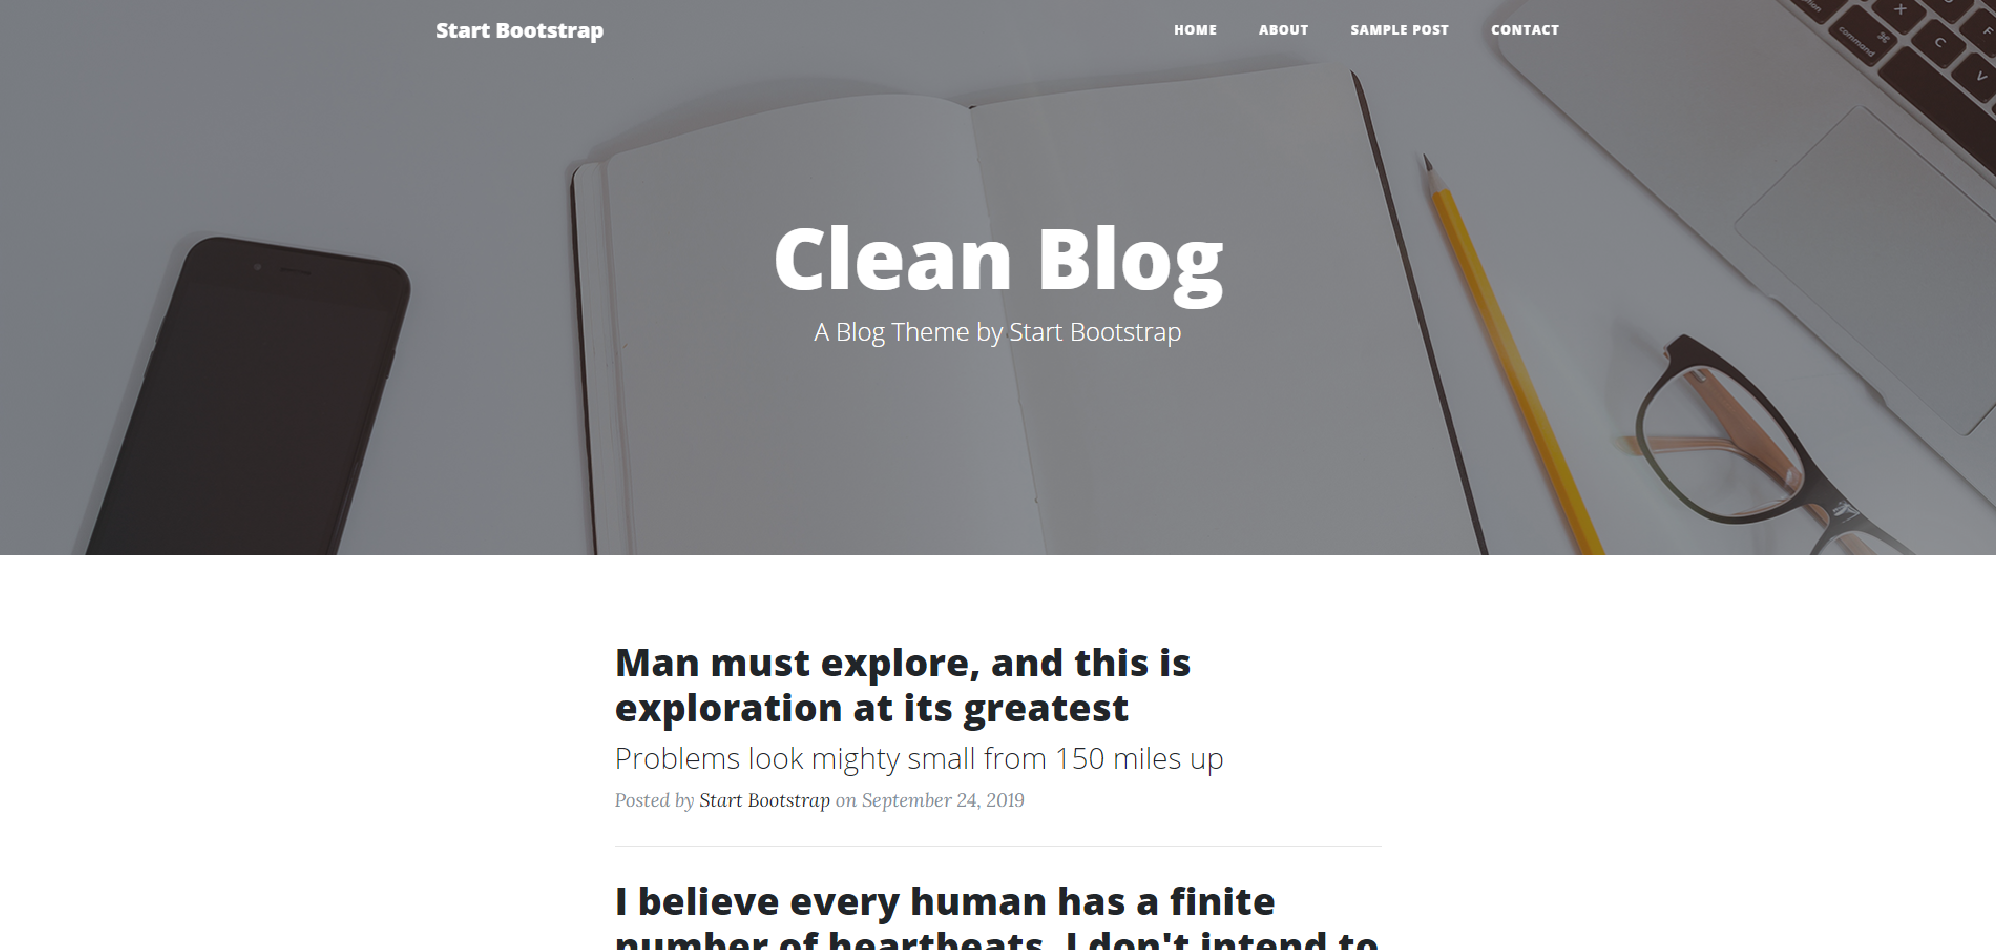 Start Bootstrap
HOME ABOUT SAMPLE POST CONTACT
option X F
command ⌘ C V
Clean Blog
A Blog Theme by Start Bootstrap
Man must explore, and this is
exploration at its greatest
Problems look mighty small from 150 miles up
Posted by Start Bootstrap on September 24, 2019
I believe every human has a finite
number of heartbeats. I don't intend to